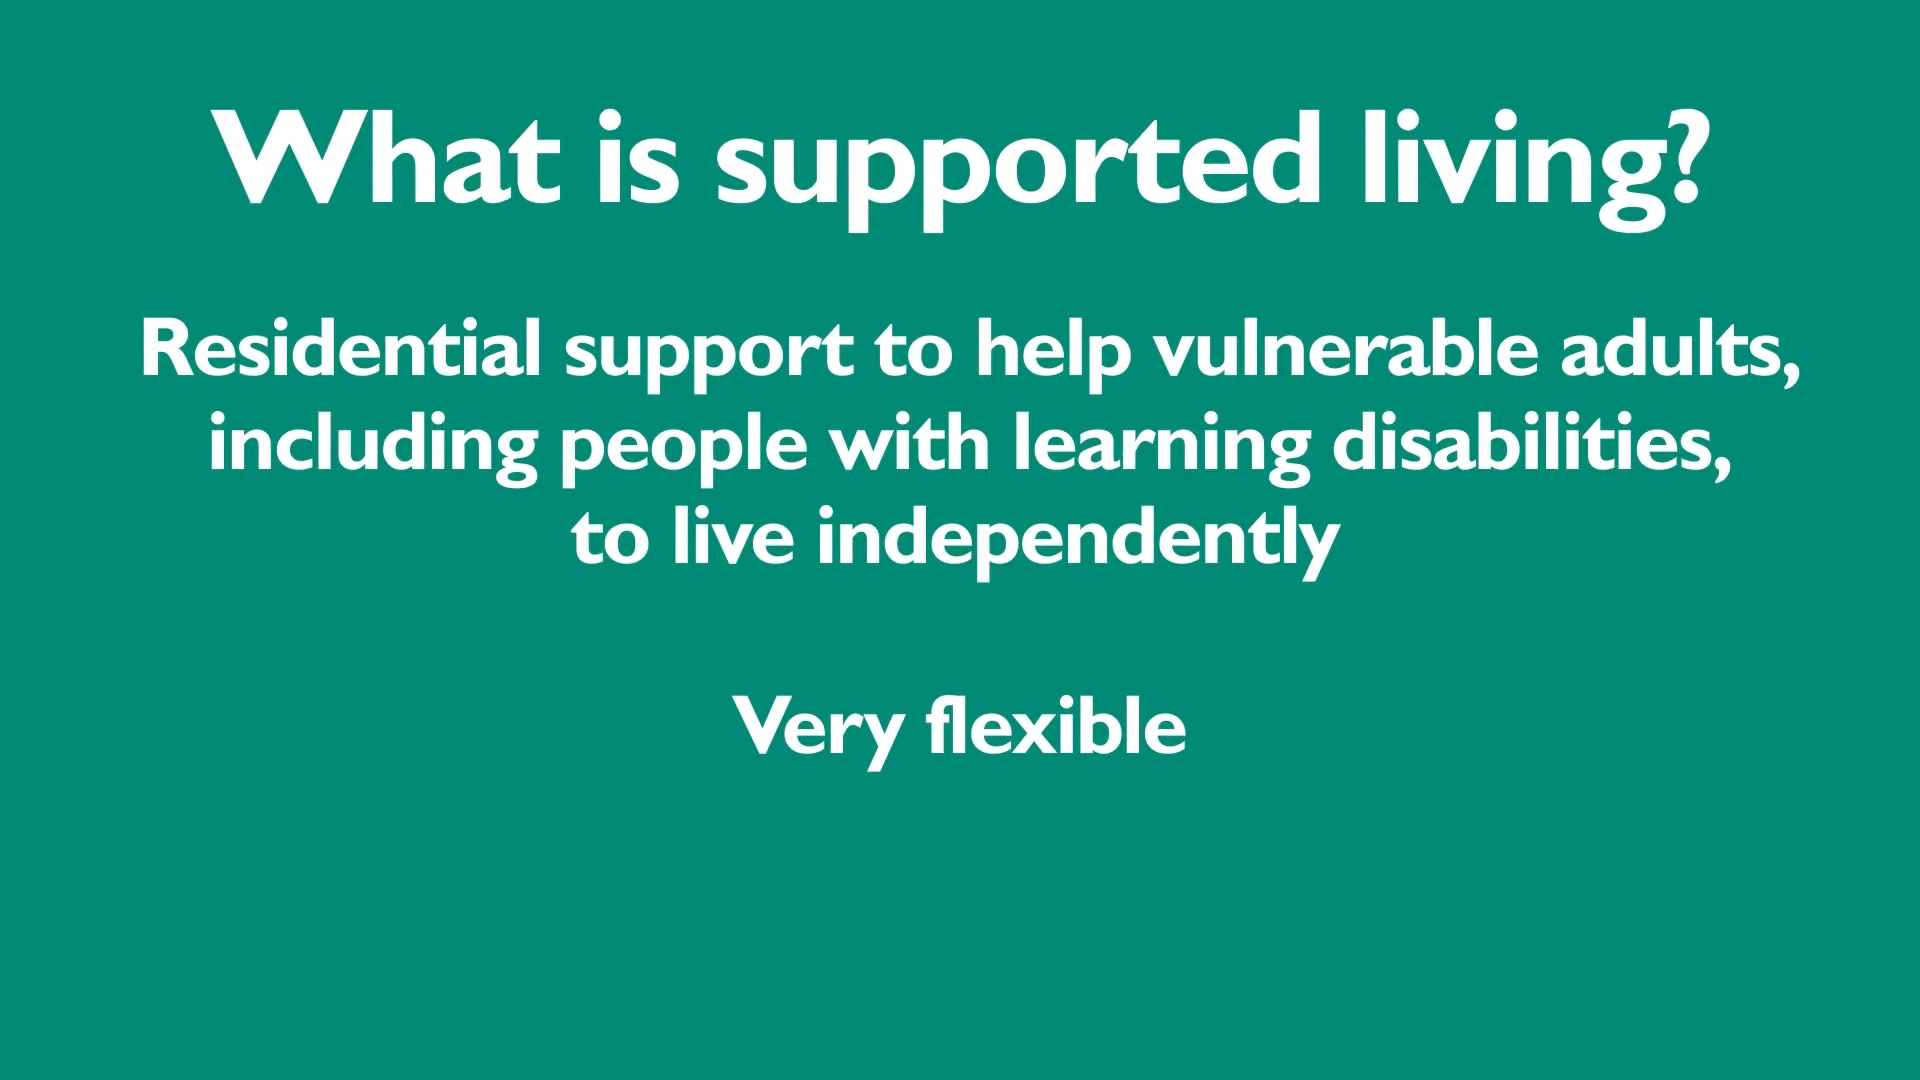 What is supported living?
Residential support to help vulnerable adults,
including people with learning disabilities,
to live independently
Very flexible